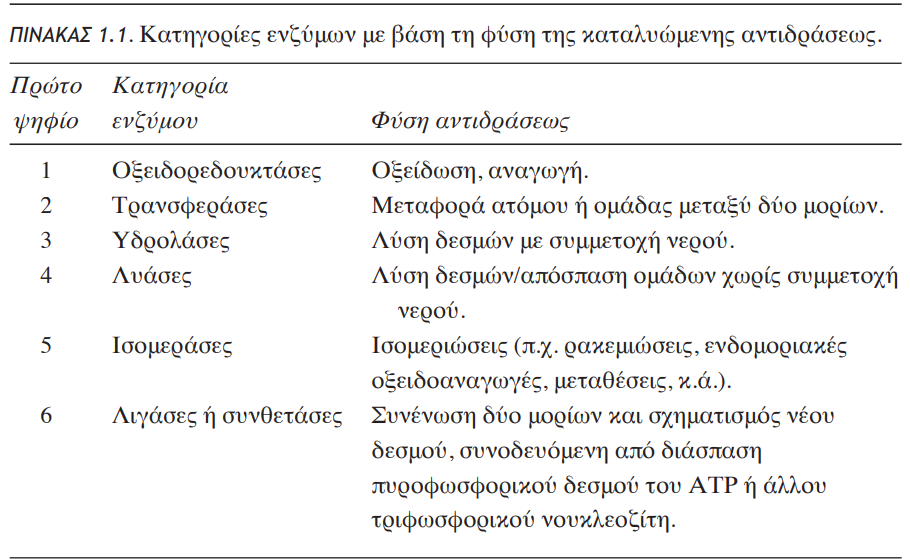 ΠΙΝΑΚΑΣ 1.1. Κατηγορίες ενζύμων με βάση τη φύση της καταλυώμενης αντιδράσεως.
Πρώτο Κατηγορία
ψηφίο ενζύμου Φύση αντιδράσεως
1 Οξειδορεδουκτάσες Οξείδωση, αναγωγή.
2 Τρανσφεράσες Μεταφορά ατόμου ή ομάδας μεταξύ δύο μορίων.
3 Υδρολάσες Λύση δεσμών με συμμετοχή νερού.
4 Λυάσες Λύση δεσμών/απόσπαση ομάδων χωρίς συμμετοχή
νερού.
5 Ισομεράσες Ισομεριώσεις (π.χ. ρακεμιώσεις, ενδομοριακές
οξειδοαναγωγές, μεταθέσεις, κ.ά.).
6 Λιγάσες ή συνθετάσες Συνένωση δύο μορίων και σχηματισμός νέου
δεσμού, συνοδευόμενη από διάσπαση
πυροφωσφορικού δεσμού του ATP ή άλλου
τριφωσφορικού νουκλεοζίτη.